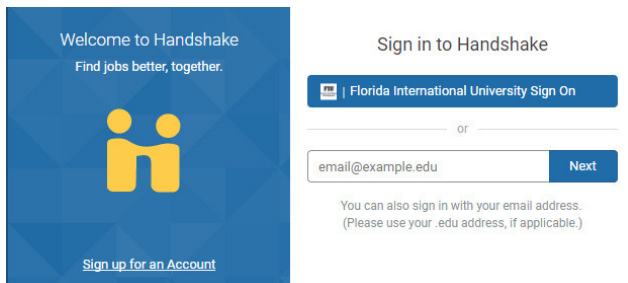 Welcome to Handshake
Find jobs better, together.
Sign up for an Account
Sign in to Handshake
FIU | Florida International University Sign On
or
email@example.edu
Next
You can also sign in with your email address.
(Please use your .edu address, if applicable.)